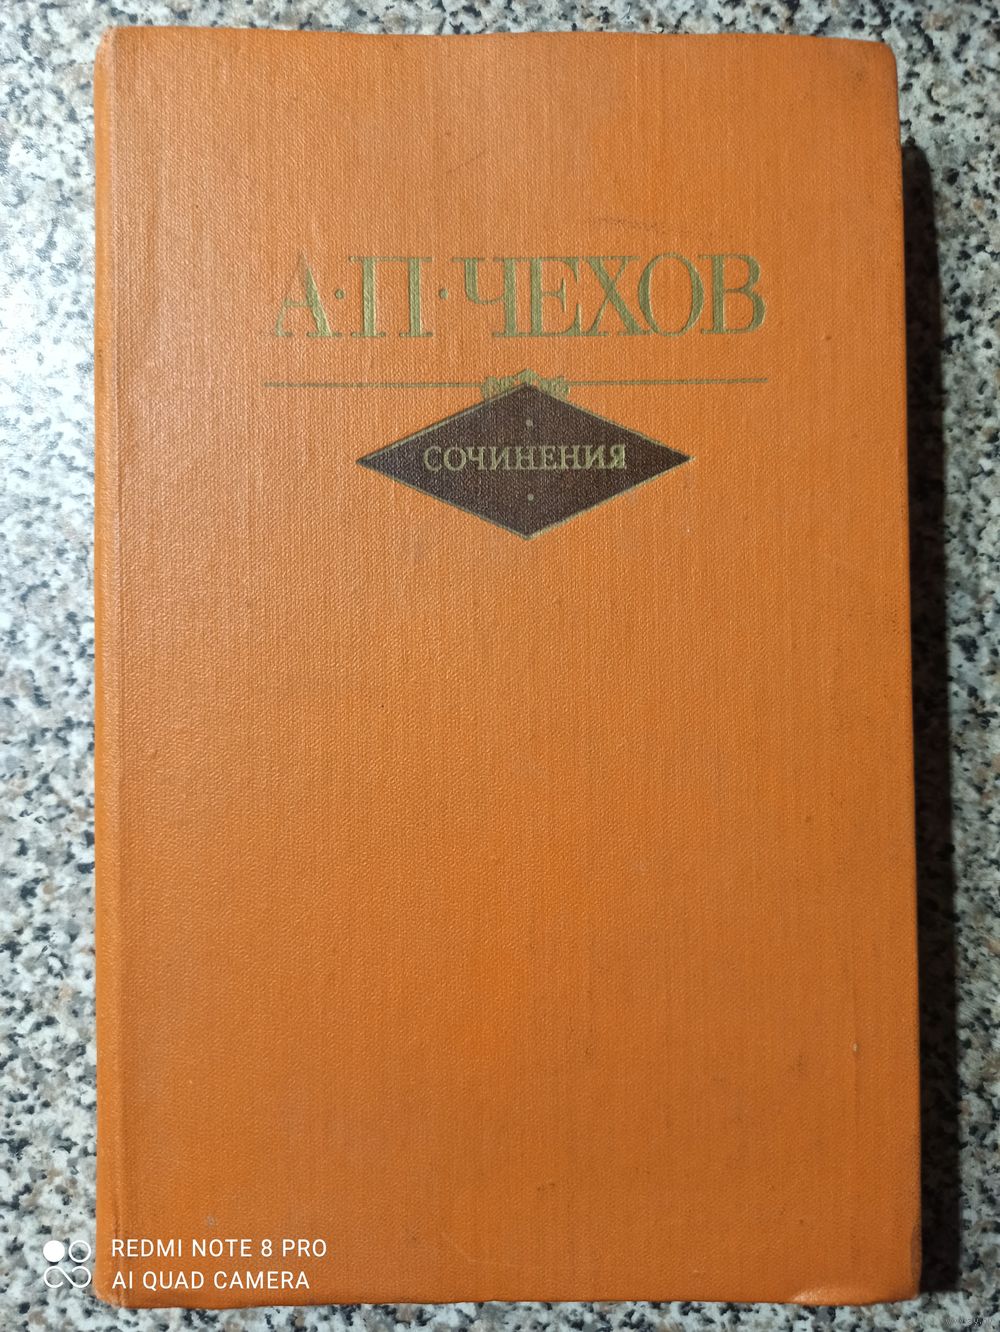 А·П·ЧЕХОВ
СОЧИНЕНИЯ
REDMI NOTE 8 PRO
AI QUAD CAMERA